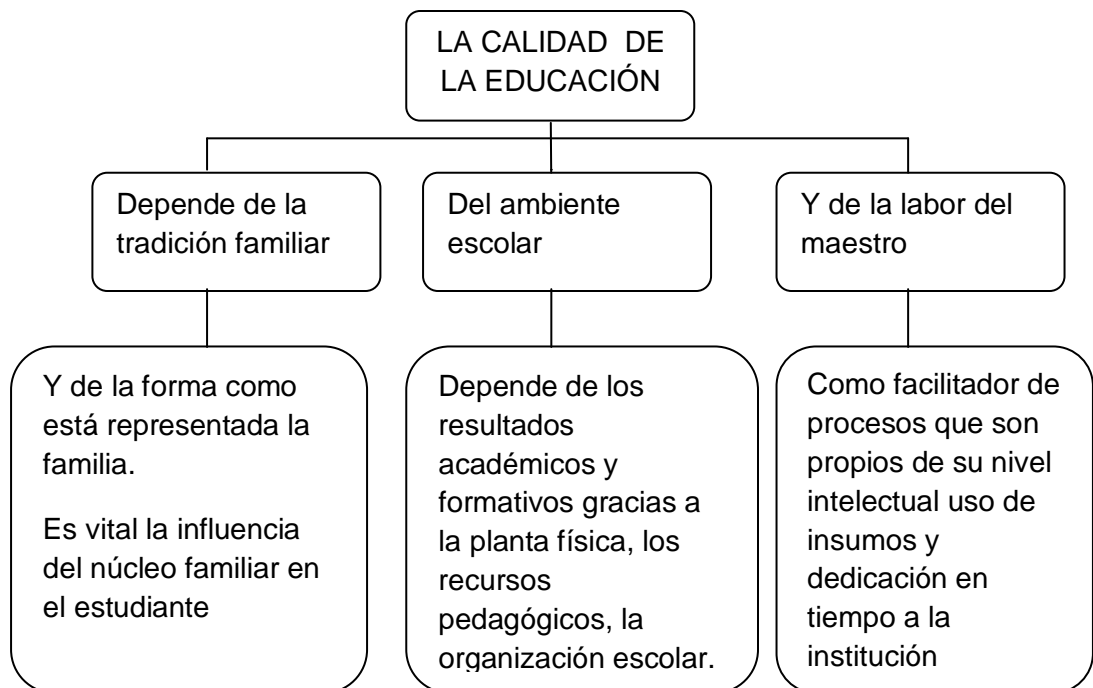 LA CALIDAD DE
LA EDUCACIÓN
Depende de la
tradición familiar
Del ambiente
escolar
Y de la labor del
maestro
Y de la forma como
está representada la
familia.
Es vital la influencia
del núcleo familiar en
el estudiante
Depende de los
resultados
académicos y
formativos gracias a
la planta física, los
recursos
pedagógicos, la
organización escolar.
Como facilitador de
procesos que son
propios de su nivel
intelectual uso de
insumos y
dedicación en
tiempo a la
institución